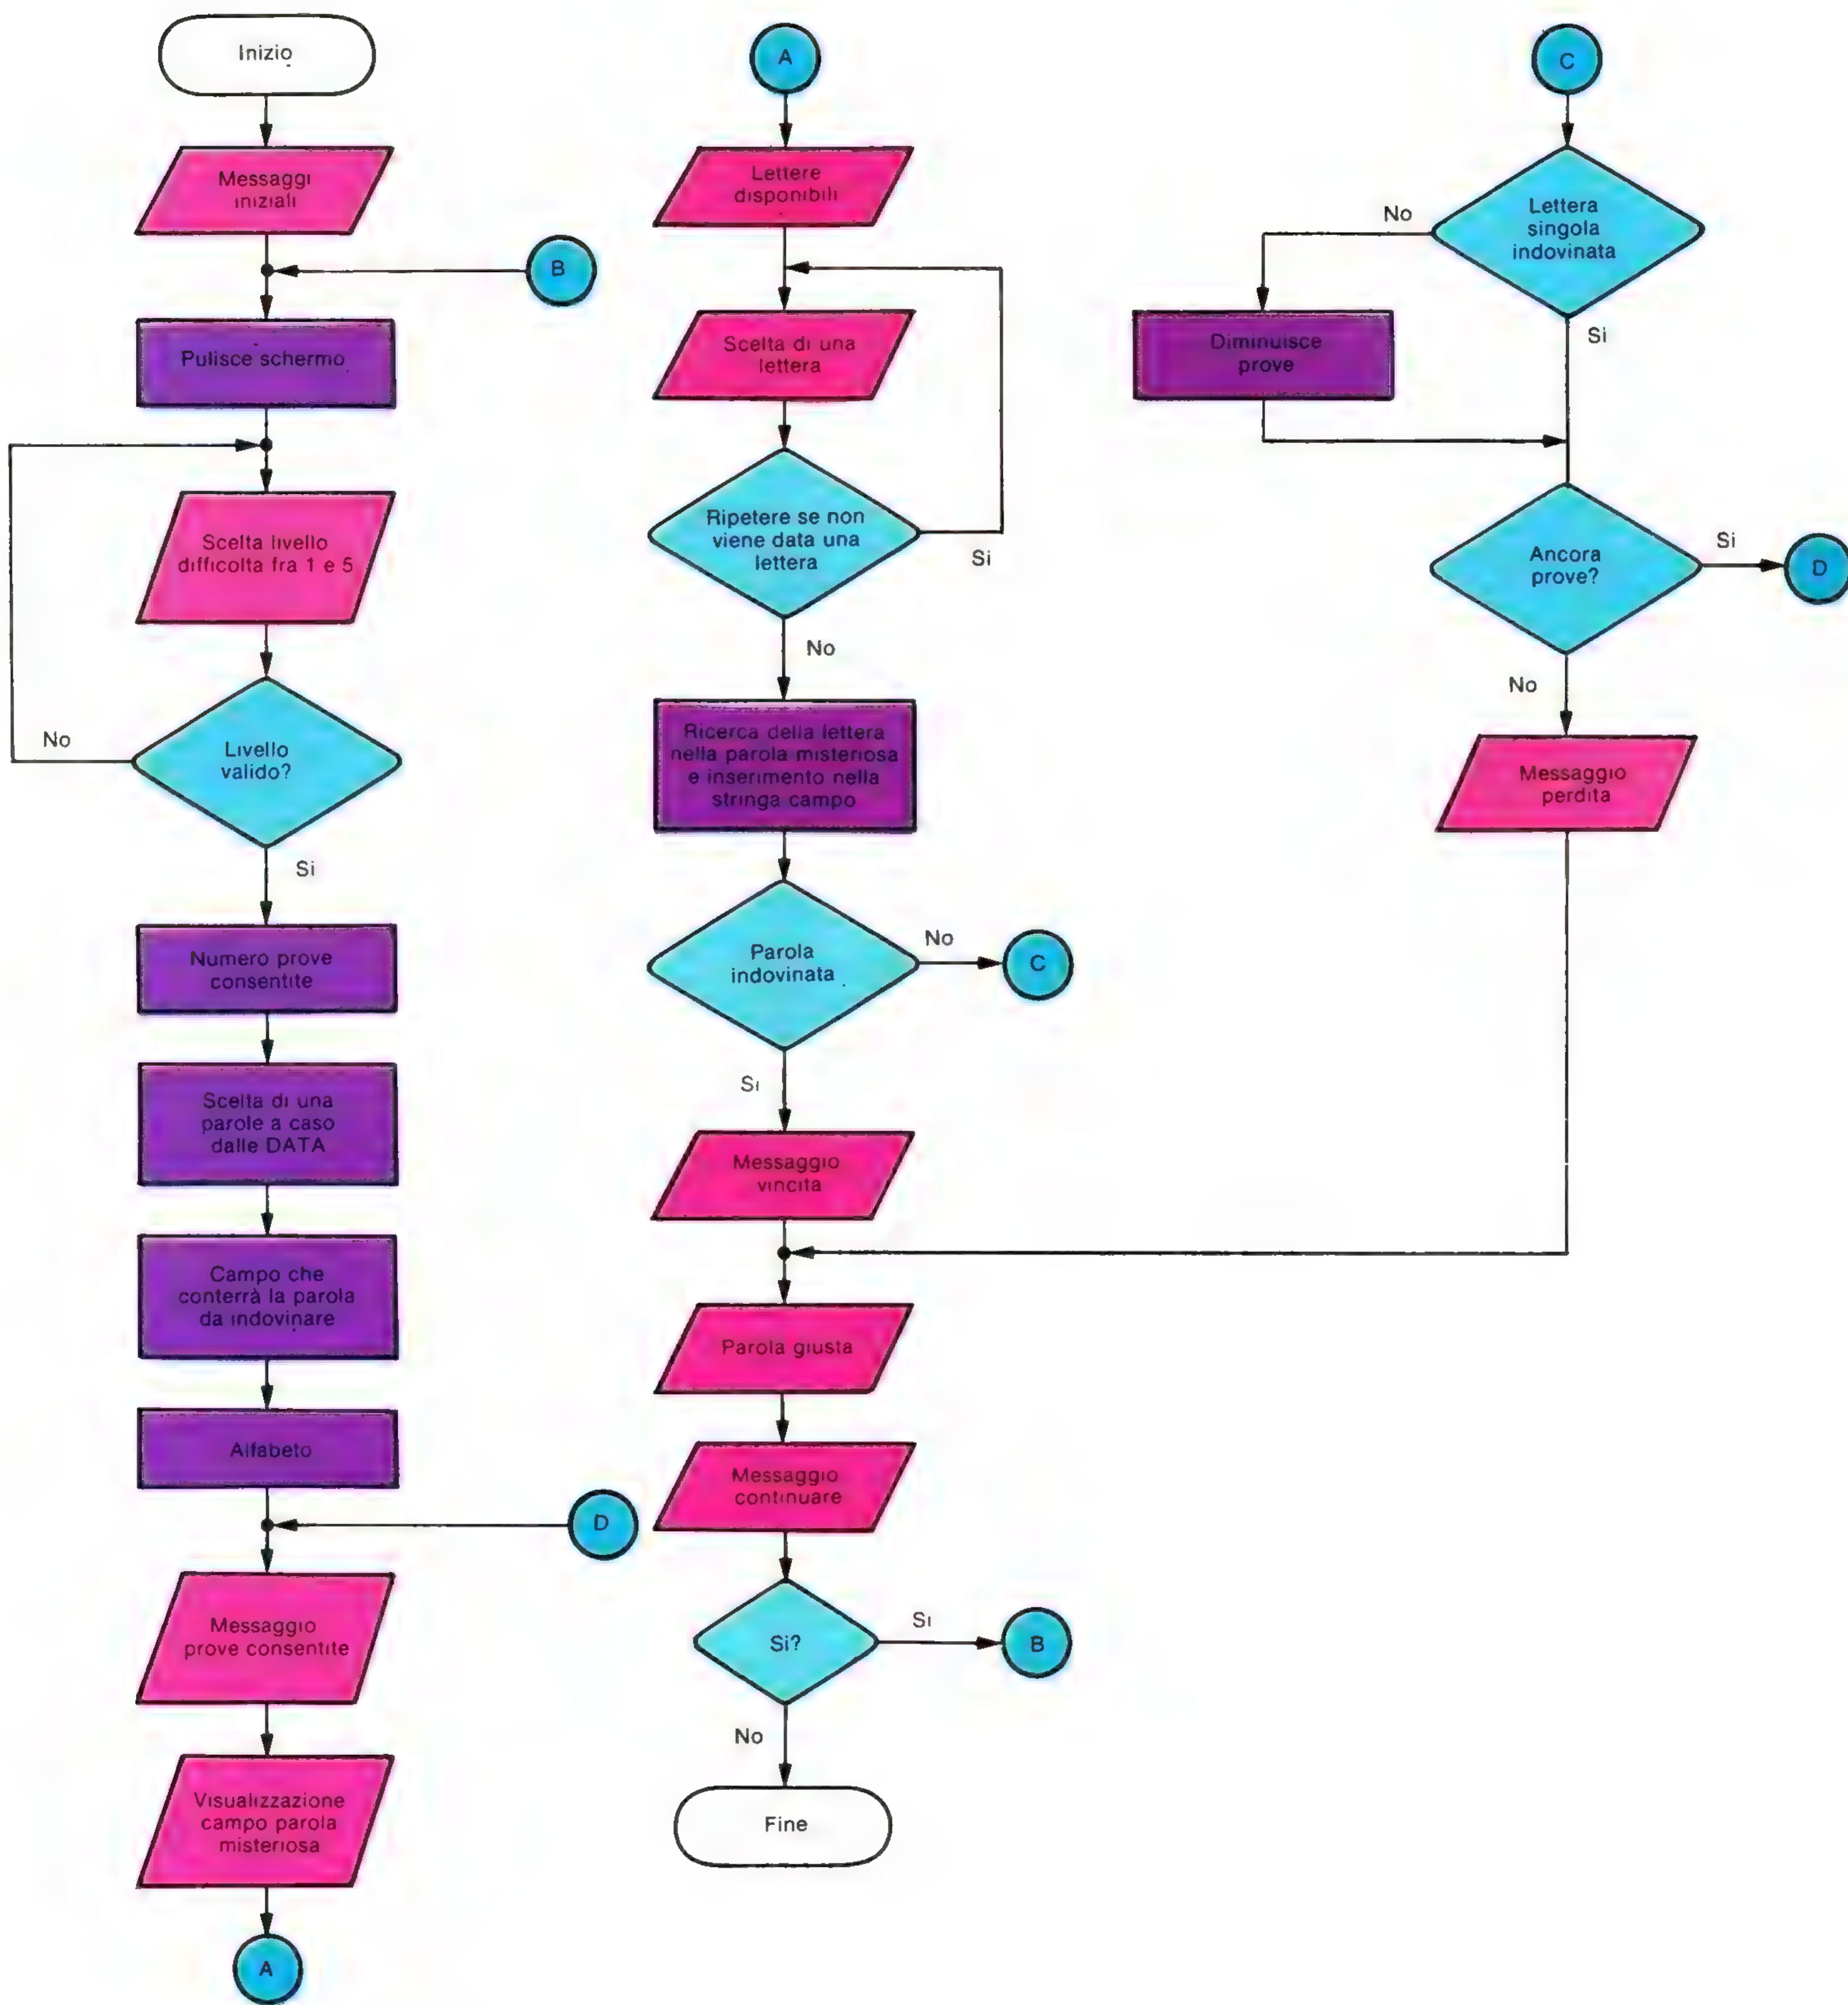 Inizio
Messaggi
iniziali
B
Pulisce schermo
Scelta livello
difficolta fra 1 e 5
No
Livello
valido?
Si
Numero prove
consentite
Scelta di una
parole a caso
dalle DATA
Campo che
conterrà la parola
da indovinare
Alfabeto
D
Messaggio
prove consentite
Visualizzazione
campo parola
misteriosa
A
A
Lettere
disponibili
Scelta di una
lettera
Ripetere se non
viene data una
lettera
Si
No
Ricerca della lettera
nella parola misteriosa
e inserimento nella
stringa campo
Parola
indovinata
No
C
Si
Messaggio
vincita
Parola giusta
Messaggio
continuare
Si?
Si
B
No
Fine
C
Lettera
singola
indovinata
No
Si
Diminuisce
prove
Ancora
prove?
Si
D
No
Messaggio
perdita